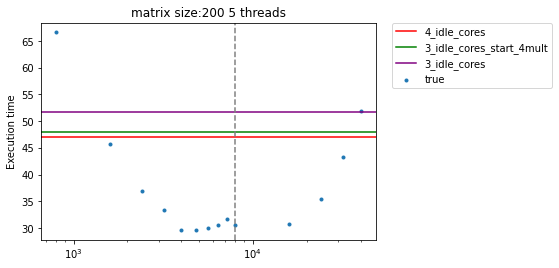 matrix size:200 5 threads
Execution time
65
60
55
50
45
40
35
30
10³
10⁴
4_idle_cores
3_idle_cores_start_4mult
3_idle_cores
true